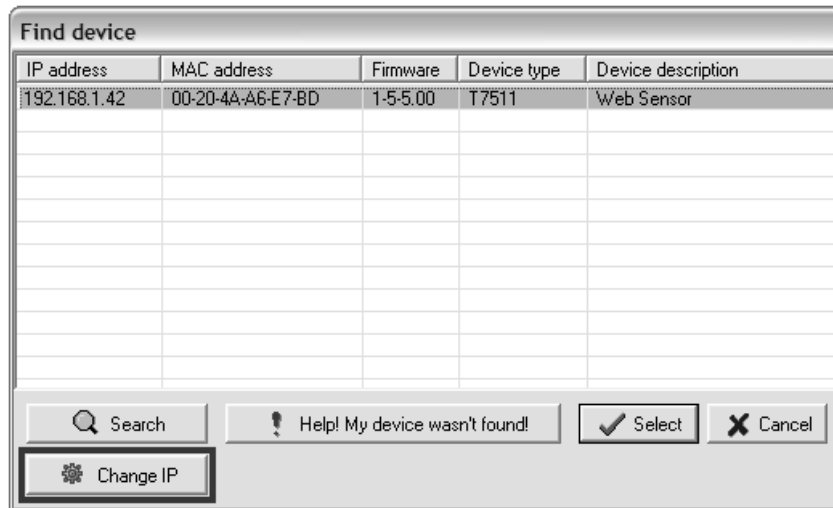 Find device
IP address MAC address Firmware Device type Device description
192.168.1.42 00-20-4A-A6-E7-BD 1-5-5.00 T7511 Web Sensor
Search Help! My device wasn't found! Select Cancel
Change IP